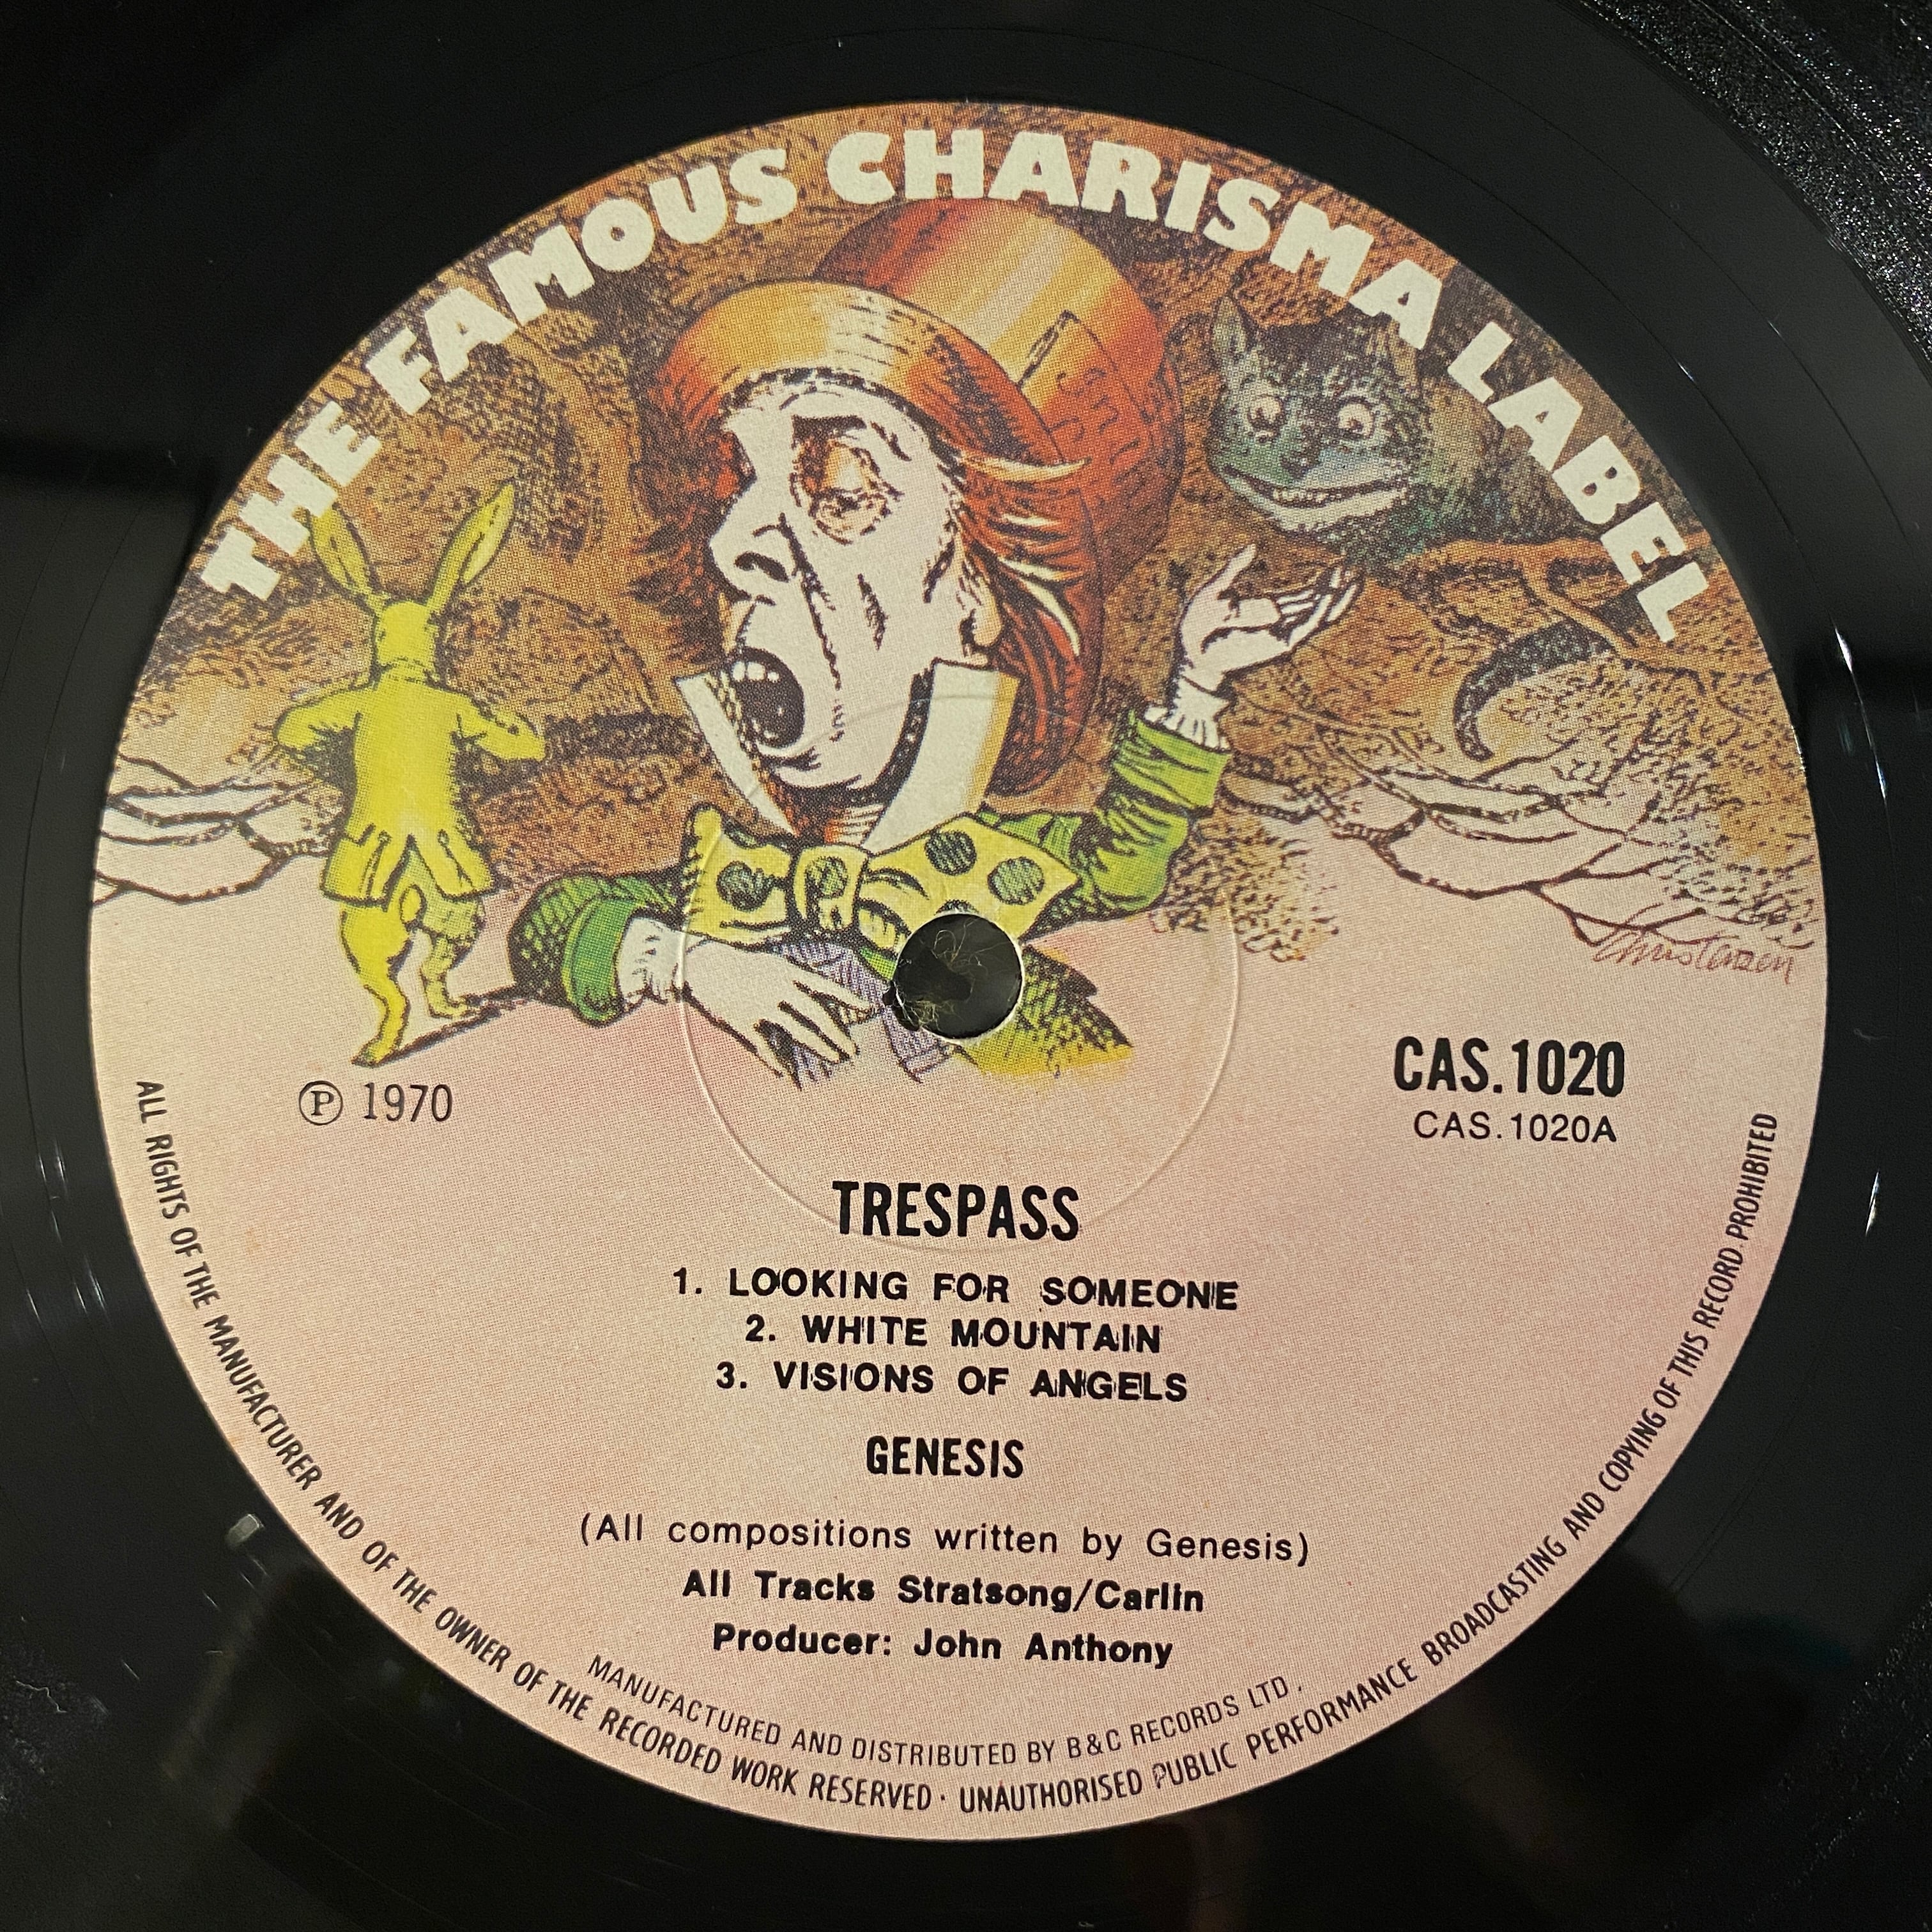 THE FAMOUS CHARISMA LABEL
Christensen
℗ 1970
CAS.1020
CAS.1020A
TRESPASS
1. LOOKING FOR SOMEONE
2. WHITE MOUNTAIN
3. VISIONS OF ANGELS
GENESIS
(All compositions written by Genesis)
All Tracks Stratsong/Carlin
Producer: John Anthony
MANUFACTURED AND DISTRIBUTED BY B&C RECORDS LTD.
ALL RIGHTS OF THE MANUFACTURER AND OF THE OWNER OF THE RECORDED WORK RESERVED · UNAUTHORISED PUBLIC PERFORMANCE BROADCASTING AND COPYING OF THIS RECORD PROHIBITED